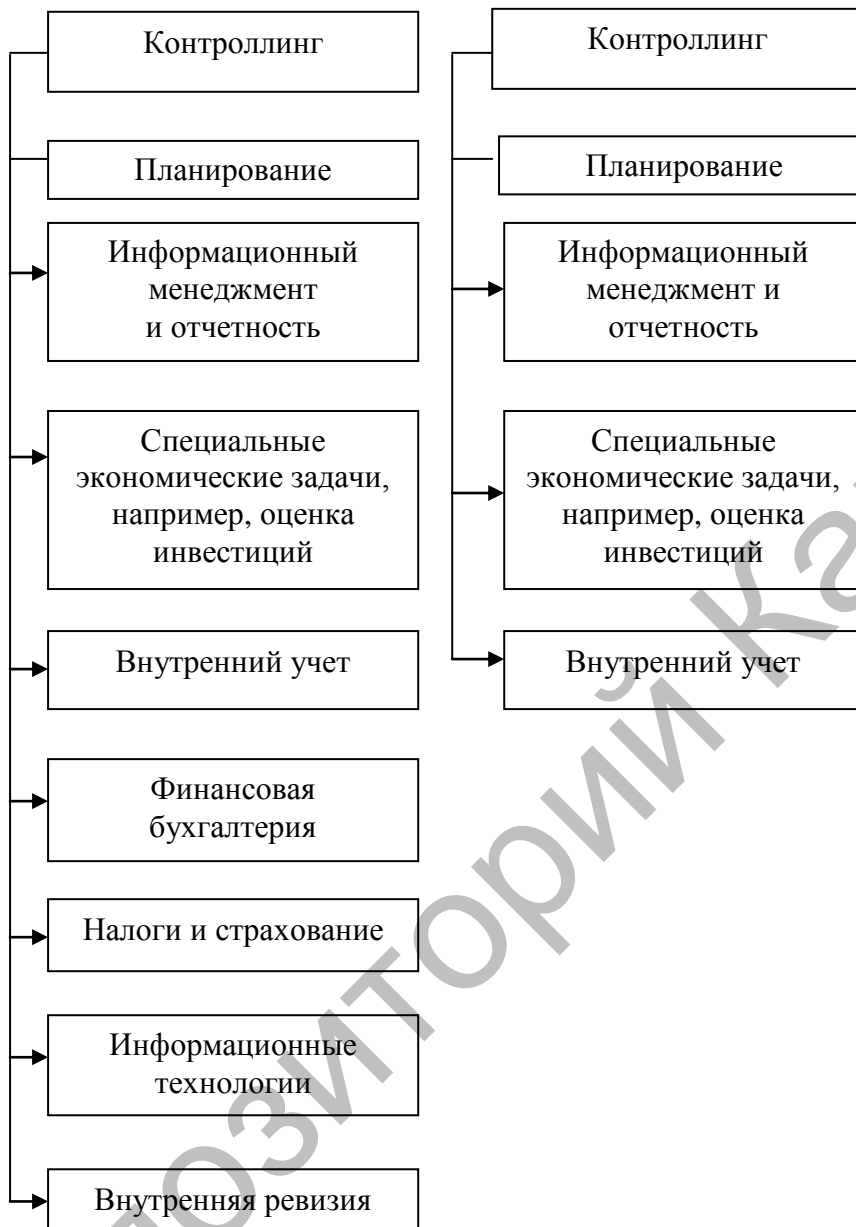 Контроллинг
Планирование
Информационный
менеджмент
и отчетность
Специальные
экономические задачи,
например, оценка
инвестиций
Внутренний учет
Финансовая
бухгалтерия
Налоги и страхование
Информационные
технологии
Внутренняя ревизия
Контроллинг
Планирование
Информационный
менеджмент и
отчетность
Специальные
экономические задачи,
например, оценка
инвестиций
Внутренний учет